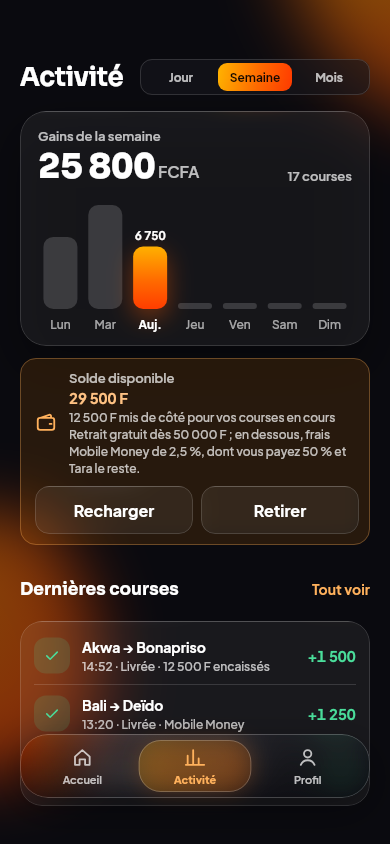 Activité
Jour
Semaine
Mois
Gains de la semaine
25 800 FCFA
17 courses
6 750
Lun
Mar
Auj.
Jeu
Ven
Sam
Dim
Solde disponible
29 500 F
12 500 F mis de côté pour vos courses en cours
Retrait gratuit dès 50 000 F ; en dessous, frais
Mobile Money de 2,5 %, dont vous payez 50 % et
Tara le reste.
Recharger
Retirer
Dernières courses
Tout voir
Akwa → Bonapriso
14:52 · Livrée · 12 500 F encaissés
+1 500
Bali → Deïdo
13:20 · Livrée · Mobile Money
+1 250
Accueil
Activité
Profil